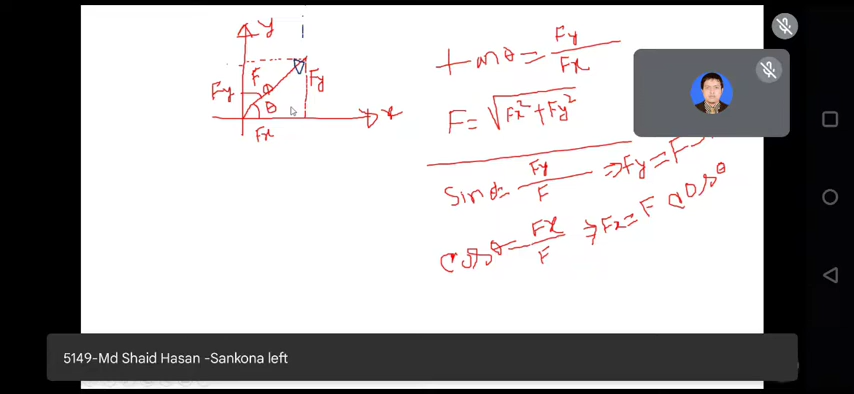 y
F
Fy
Fy
φ
θ
x
Fx
tanθ = Fy/Fx
F = √Fx² + Fy²
Sinθ = Fy/F ⇒ Fy = F
cosθ = Fx/F ⇒ Fx = F cosθ
5149-Md Shaid Hasan -Sankona left